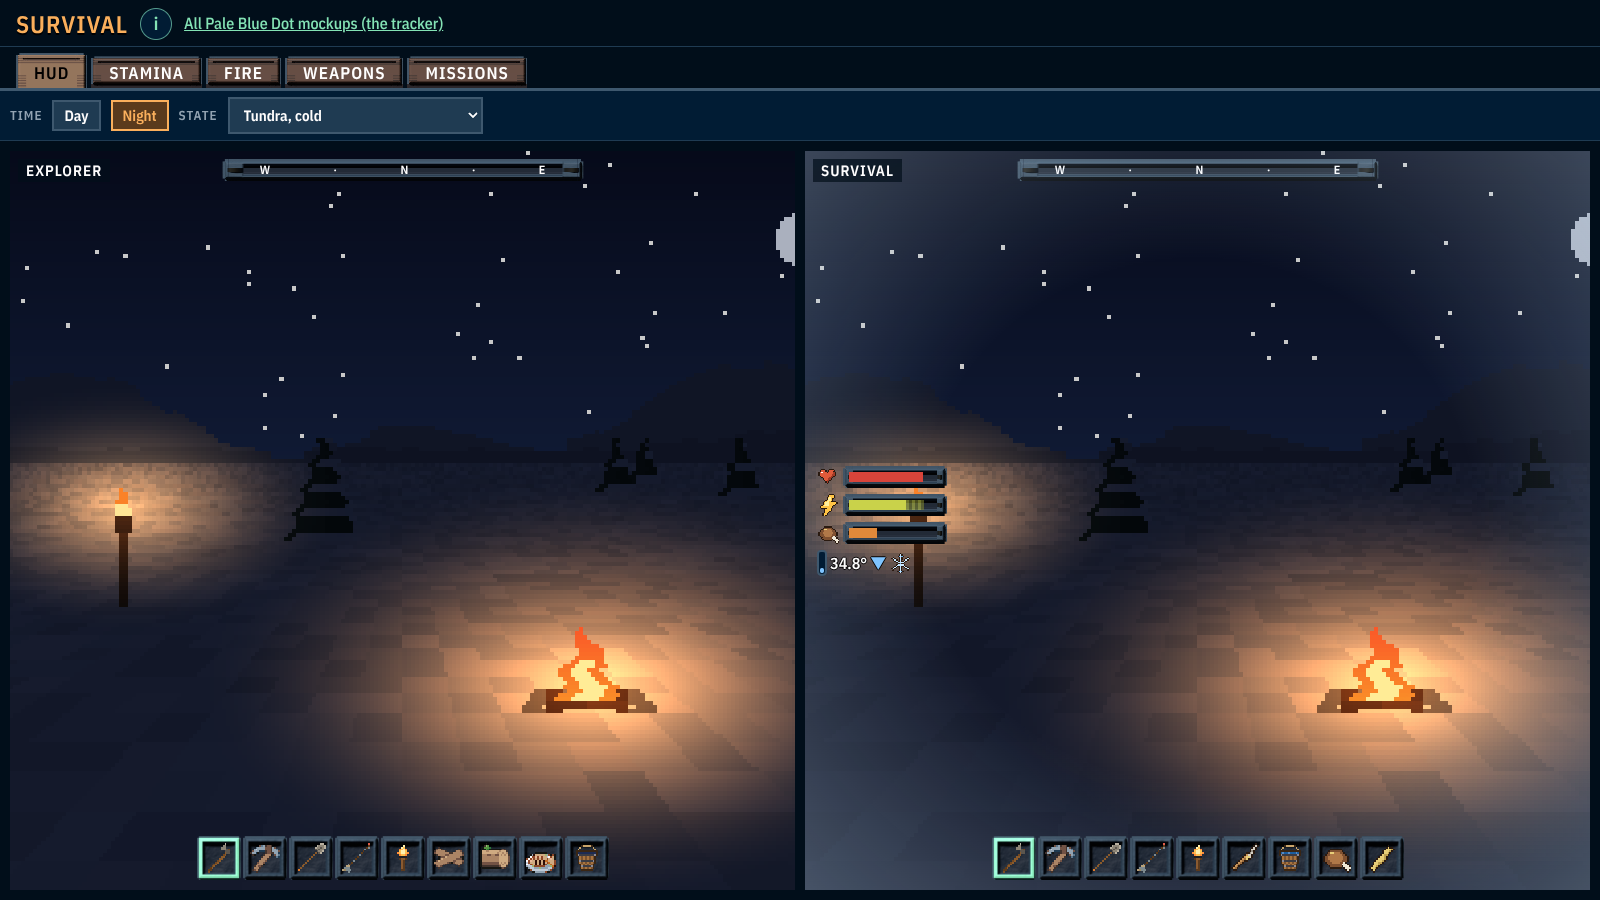 SURVIVAL i All Pale Blue Dot mockups (the tracker)
HUD STAMINA FIRE WEAPONS MISSIONS
TIME Day Night STATE Tundra, cold
EXPLORER W · N · E
SURVIVAL W · N · E
34.8°